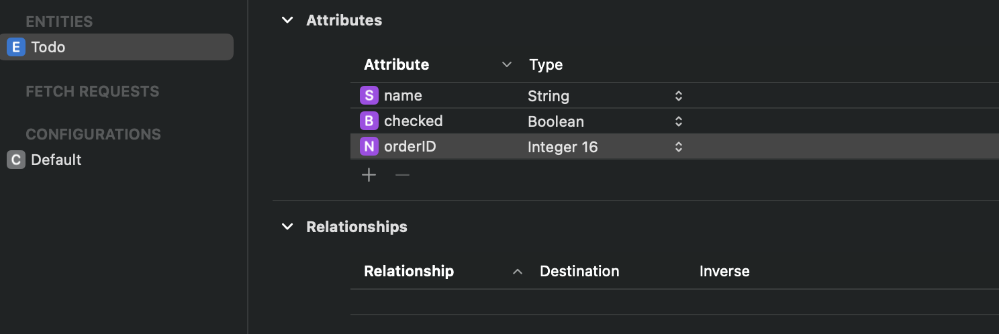 ENTITIES
E Todo
FETCH REQUESTS
CONFIGURATIONS
C Default
Attributes
Attribute Type
S name String
B checked Boolean
N orderID Integer 16
Relationships
Relationship Destination Inverse